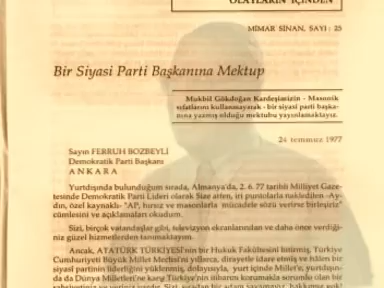 OLAYLARIN İÇİNDEN
MİMAR SİNAN, SAYI : 25
Bir Siyasi Parti Başkanına Mektup
Mukbil Gökdoğan Kardeşimizin - Masonik
sıfatlarını kullanmayarak - bir siyasi parti başka-
nına yazmış olduğu mektubu yayınlamaktayız.
24 temmuz 1977
Sayın FERRUH BOZBEYLİ
Demokratik Parti Başkanı
ANKARA
Yurtdışında bulunduğum sırada, Almanya'da, 2. 6. 77 tarihli Milliyet Gaze-
tesinde Demokratik Parti Lideri olarak Size atfen, iri puntolarla nakledilen -Ay-
dın, özel kaynaklı- "AP, hırsız ve masonlarla mücadele sözü verirse birleşiriz"
cümlesini ve açıklamaları okudum.
Sizi, birçok vatandaşlar gibi, televizyon ekranlarından ve daha önce verdiği-
niz güzel hizmetlerden tanımaktayım.
Ancak, ATATÜRK TÜRKİYESİ'nin bir Hukuk Fakültesini bitirmiş, Türkiye
Cumhuriyeti Büyük Millet Meclisi'ni yıllarca, dirayetle idare etmiş ve hâlen bir
siyasi partinin liderliğini yüklenmiş, dolayısıyla, yurt içinde Millet'e, yurtdışın-
da da Dünya Milletleri'ne karşı Türkiye'nin itibarını korumakla sorumlu olan bir